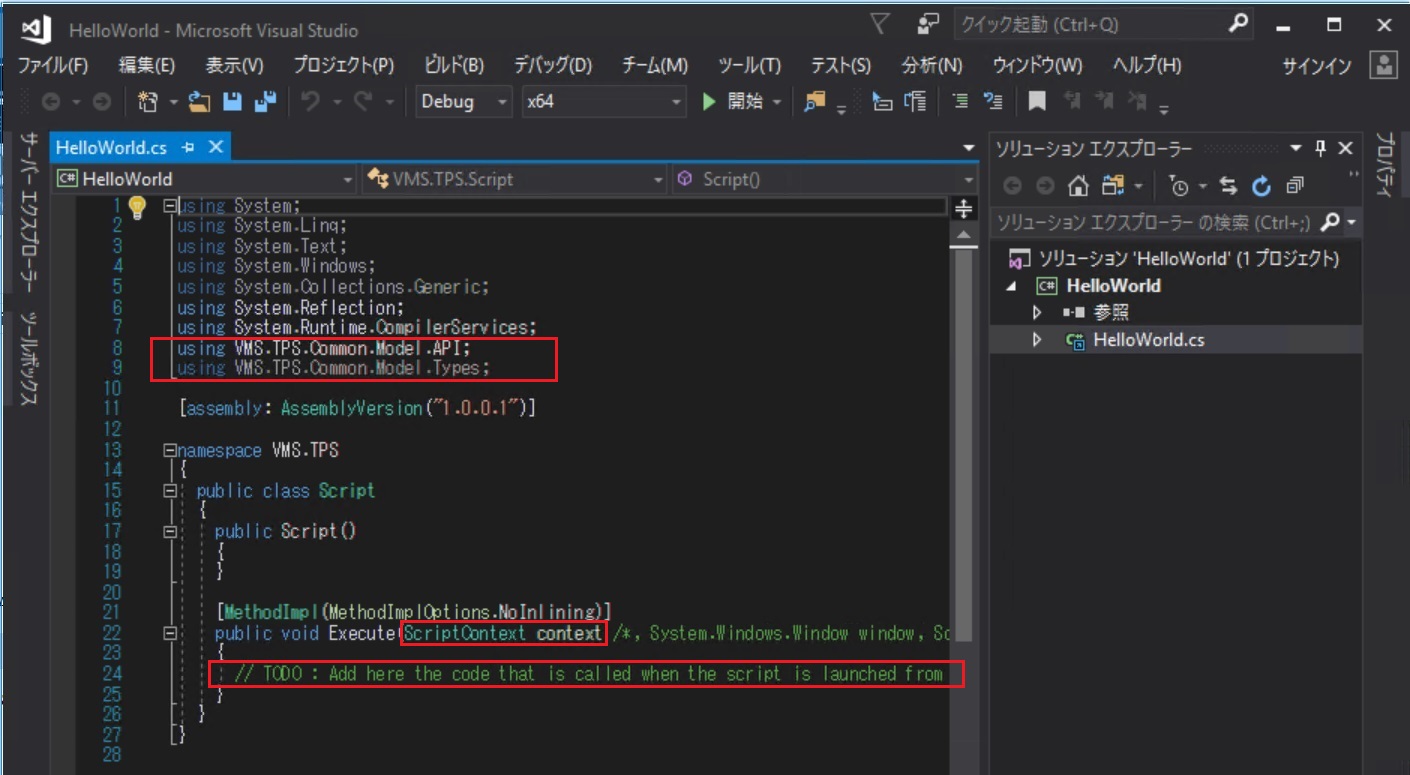 HelloWorld - Microsoft Visual Studio
クイック起動 (Ctrl+Q)
ファイル(F) 編集(E) 表示(V) プロジェクト(P) ビルド(B) デバッグ(D) チーム(M) ツール(T) テスト(S) 分析(N) ウィンドウ(W) ヘルプ(H) サインイン
Debug x64 開始
サーバー エクスプローラー
ツールボックス
HelloWorld.cs
HelloWorld VMS.TPS.Script Script()
1 using System;
2 using System.Linq;
3 using System.Text;
4 using System.Windows;
5 using System.Collections.Generic;
6 using System.Reflection;
7 using System.Runtime.CompilerServices;
8 using VMS.TPS.Common.Model.API;
9 using VMS.TPS.Common.Model.Types;
10
11 [assembly: AssemblyVersion("1.0.0.1")]
12
13 namespace VMS.TPS
14 {
15 public class Script
16 {
17 public Script()
18 {
19 }
20
21 [MethodImpl(MethodImplOptions.NoInlining)]
22 public void Execute(ScriptContext context /*, System.Windows.Window window, Sc
23 {
24 // TODO : Add here the code that is called when the script is launched from
25 }
26 }
27 }
28
ソリューション エクスプローラー
ソリューション エクスプローラー の検索 (Ctrl+;)
ソリューション 'HelloWorld' (1 プロジェクト)
C# HelloWorld
参照
C# HelloWorld.cs
プロパティ